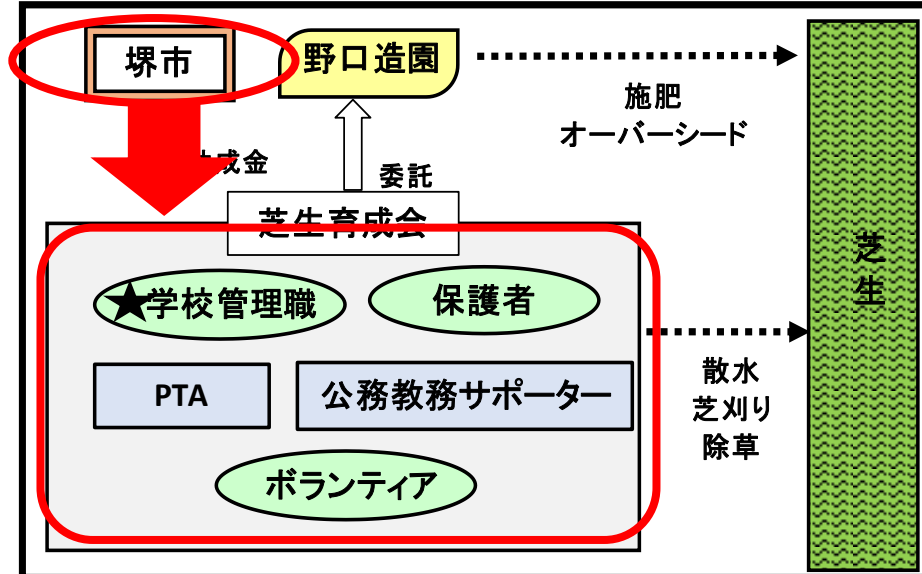 堺市
野口造園
施肥
オーバーシード
成金
委託
芝生育成会
★学校管理職
保護者
PTA
公務教務サポーター
ボランティア
散水
芝刈り
除草
芝生